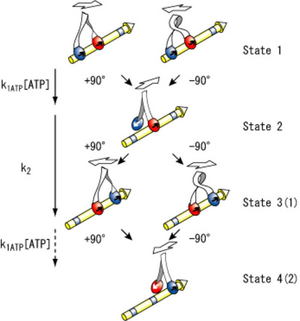 State 1
k1ATP[ATP]
+90°
−90°
State 2
+90°
−90°
k2
State 3(1)
k1ATP[ATP]
+90°
−90°
State 4(2)